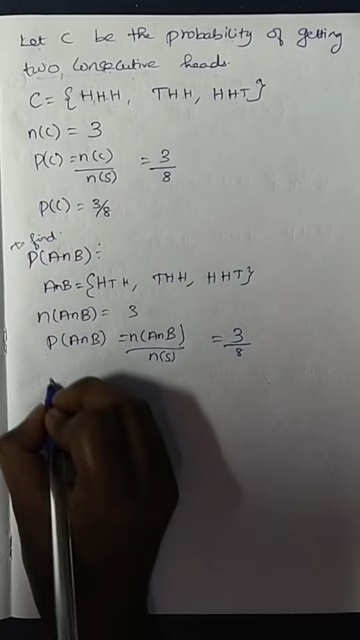 Let C be the probability of getting
two, consecutive heads.
C = {H,H,H, THH, HHT}
n(C) = 3
P(C) = n(C)/n(S) = 3/8
P(C) = 3/8
to find:
P(A∩B):
A∩B = {HTH, THH, HHT}
n(A∩B) = 3
P(A∩B) = n(A∩B)/n(S) = 3/8